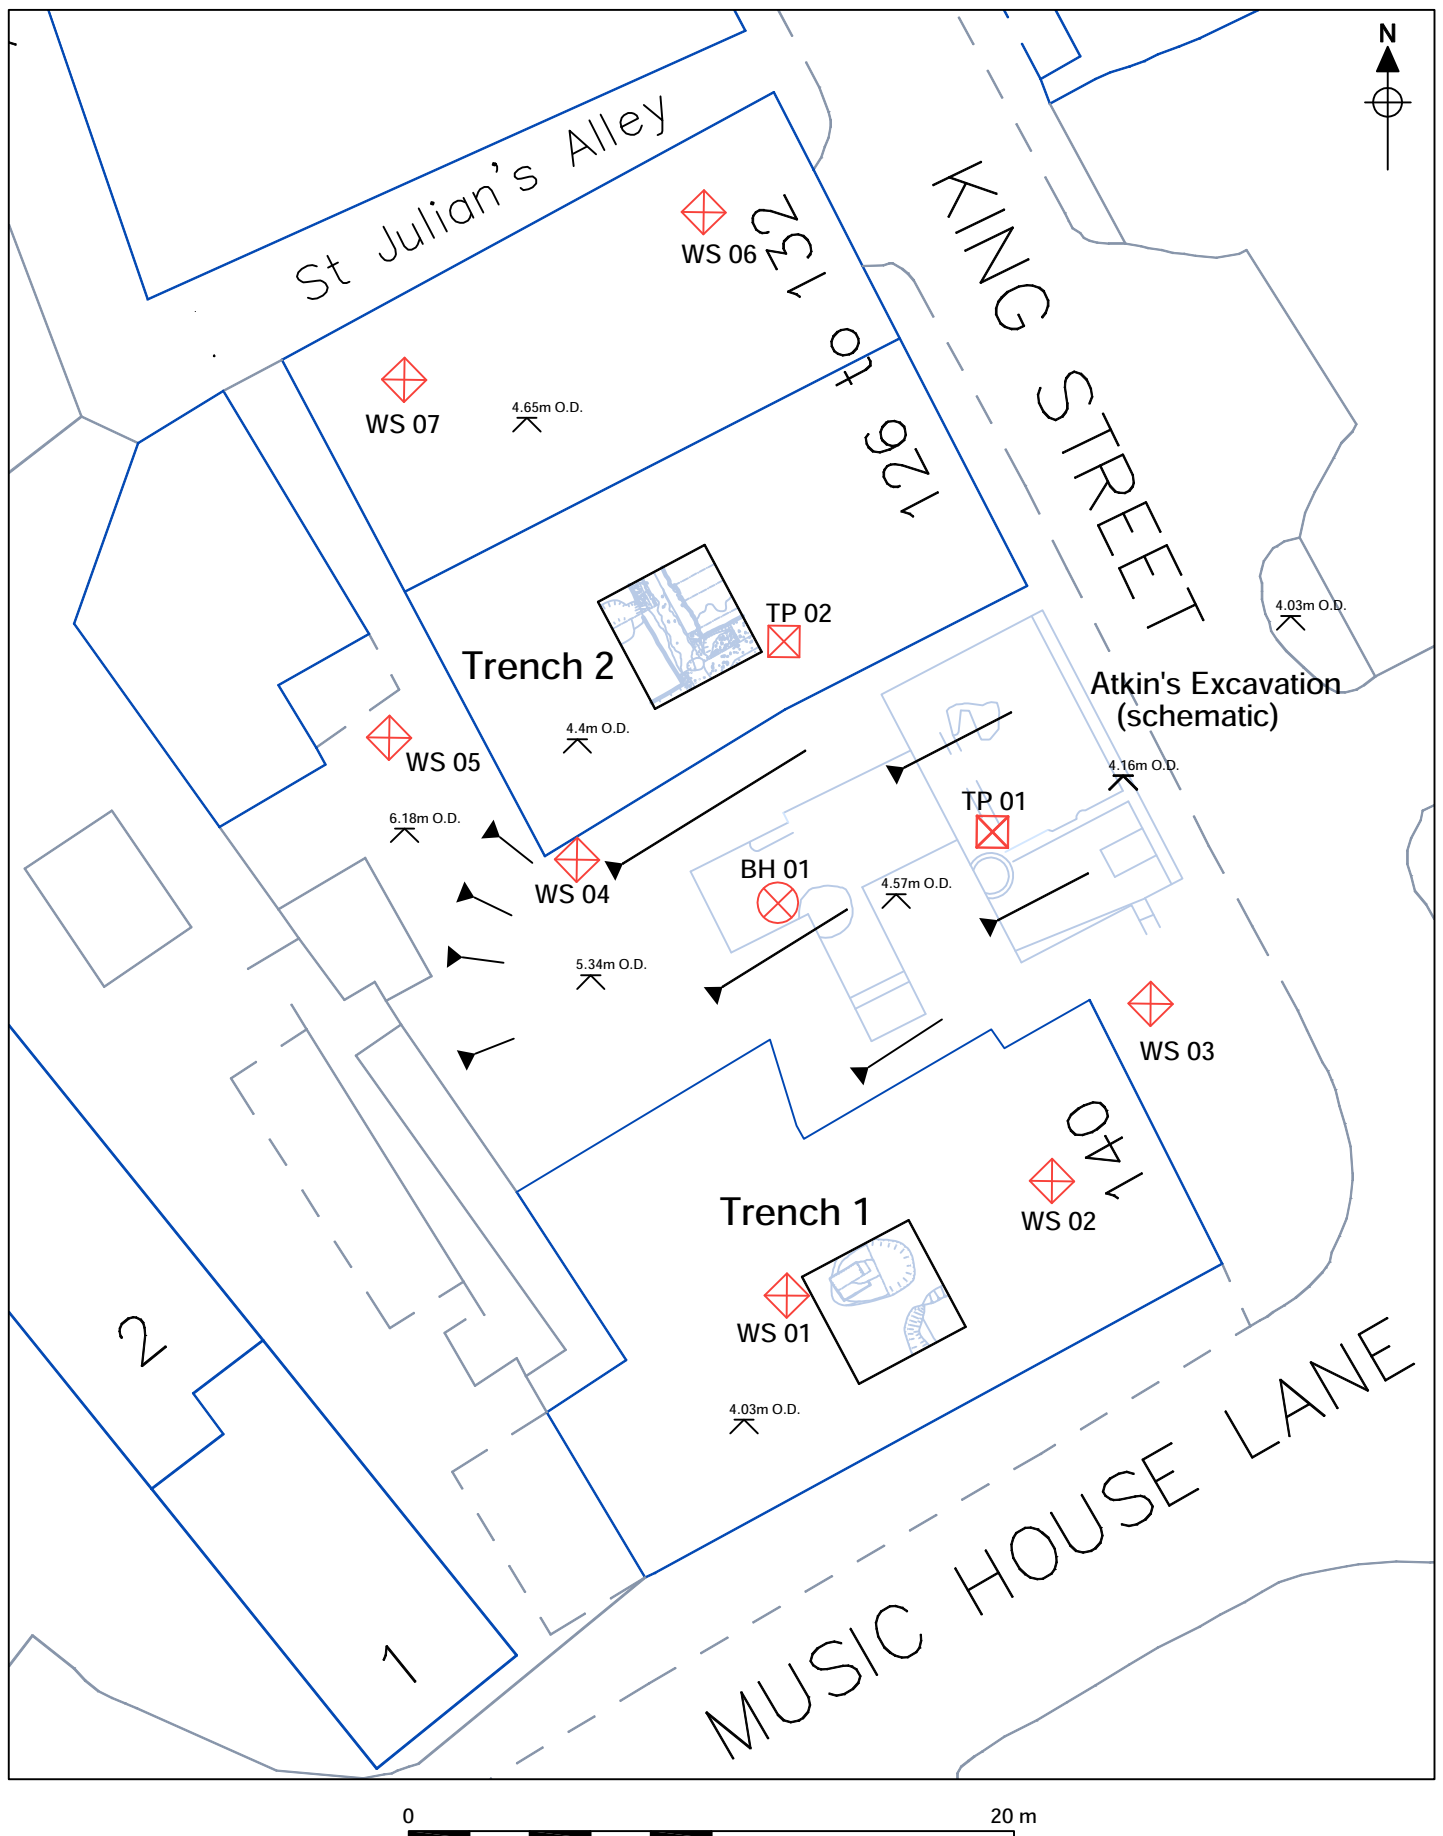 N
St Julian's Alley
KING STREET
WS 06
126 to 132
WS 07
4.65m O.D.
TP 02
4.03m O.D.
Trench 2
Atkin's Excavation
(schematic)
4.4m O.D.
WS 05
4.16m O.D.
TP 01
6.18m O.D.
BH 01
WS 04
4.57m O.D.
5.34m O.D.
WS 03
140
Trench 1
WS 02
WS 01
2
4.03m O.D.
MUSIC HOUSE LANE
1
0
20 m